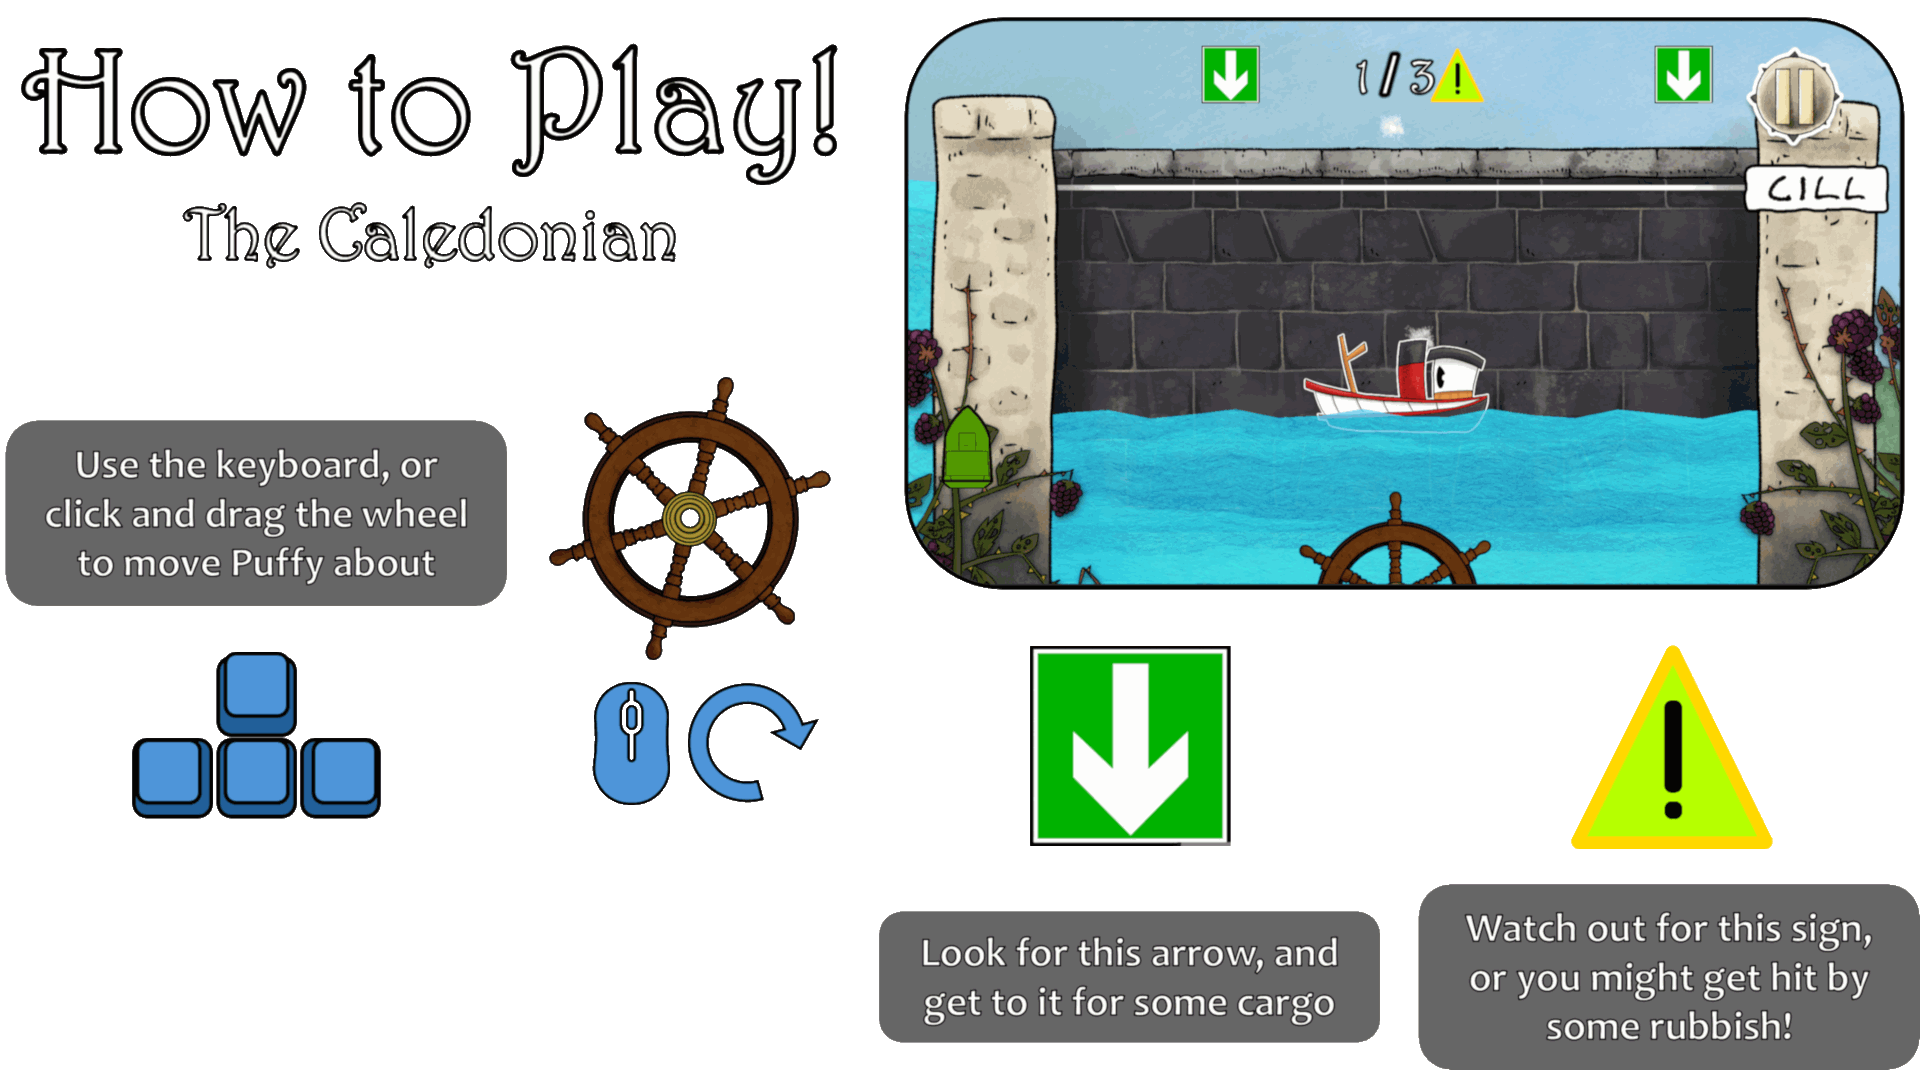 How to Play!
The Caledonian
1/3
!
CILL
Use the keyboard, or
click and drag the wheel
to move Puffy about
!
Look for this arrow, and
get to it for some cargo
Watch out for this sign,
or you might get hit by
some rubbish!